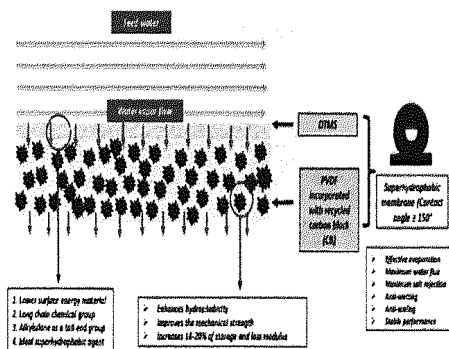 Feed water
Water vapor flow
OTMS
PVDF
incorporated
with recycled
carbon black
(CB)
Superhydrophobic
membrane (Contact
angle ≥ 150°
Effective evaporation
Maximum water flux
Maximum salt rejection
Anti-wetting
Anti-scaling
Stable performance
1. Lower surface energy material
2. Long chain chemical group
3. Alkylsilane as a tail end group
4. Ideal superhydrophobic agent
Enhances hydrophobicity
Improves the mechanical strength
Increases 16-20% of storage and loss modulus